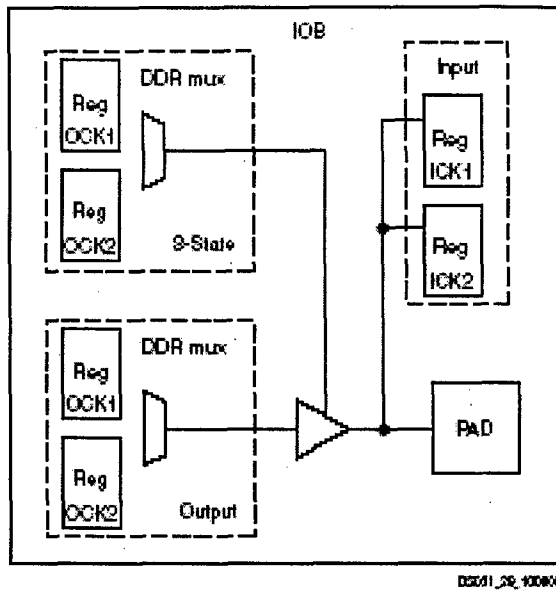 IOB
DDR mux
Reg
OCK1
Reg
OCK2
3-State
DDR mux
Reg
OCK1
Reg
OCK2
Output
Input
Reg
ICK1
Reg
ICK2
PAD